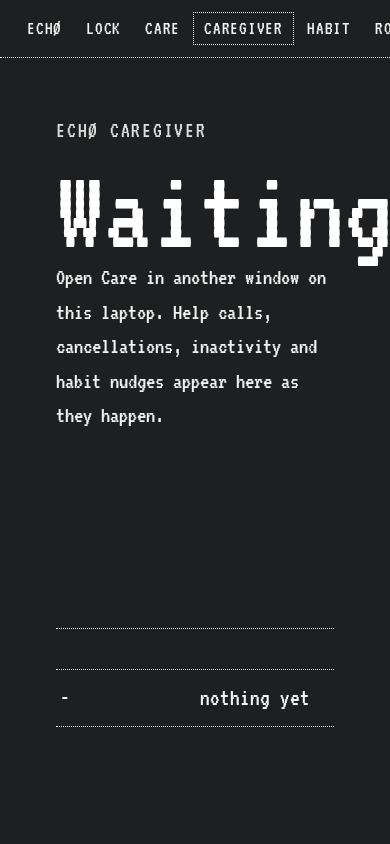 ECHØ LOCK CARE CAREGIVER HABIT RO
ECHØ CAREGIVER
Waiting
Open Care in another window on
this laptop. Help calls,
cancellations, inactivity and
habit nudges appear here as
they happen.
- nothing yet